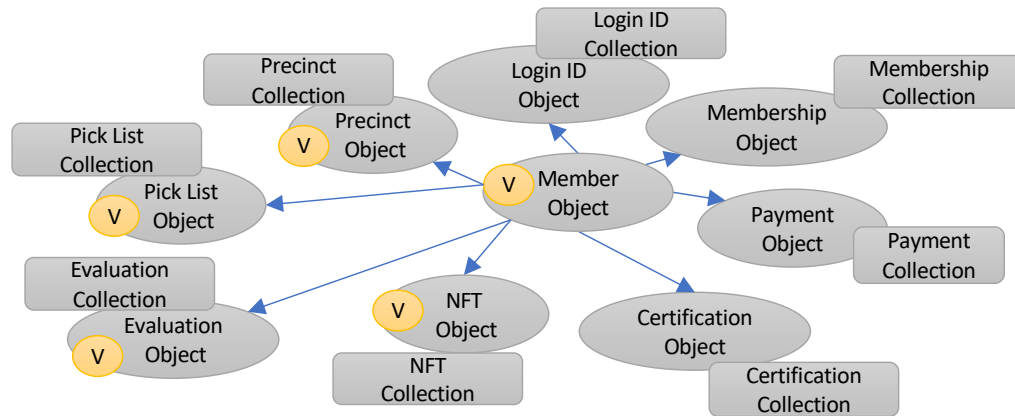 Login ID
Collection
Login ID
Object
Precinct
Collection
V
Precinct
Object
Membership
Collection
Membership
Object
Pick List
Collection
V
Pick List
Object
V
Member
Object
Payment
Object
Payment
Collection
Evaluation
Collection
V
Evaluation
Object
V
NFT
Object
NFT
Collection
Certification
Object
Certification
Collection